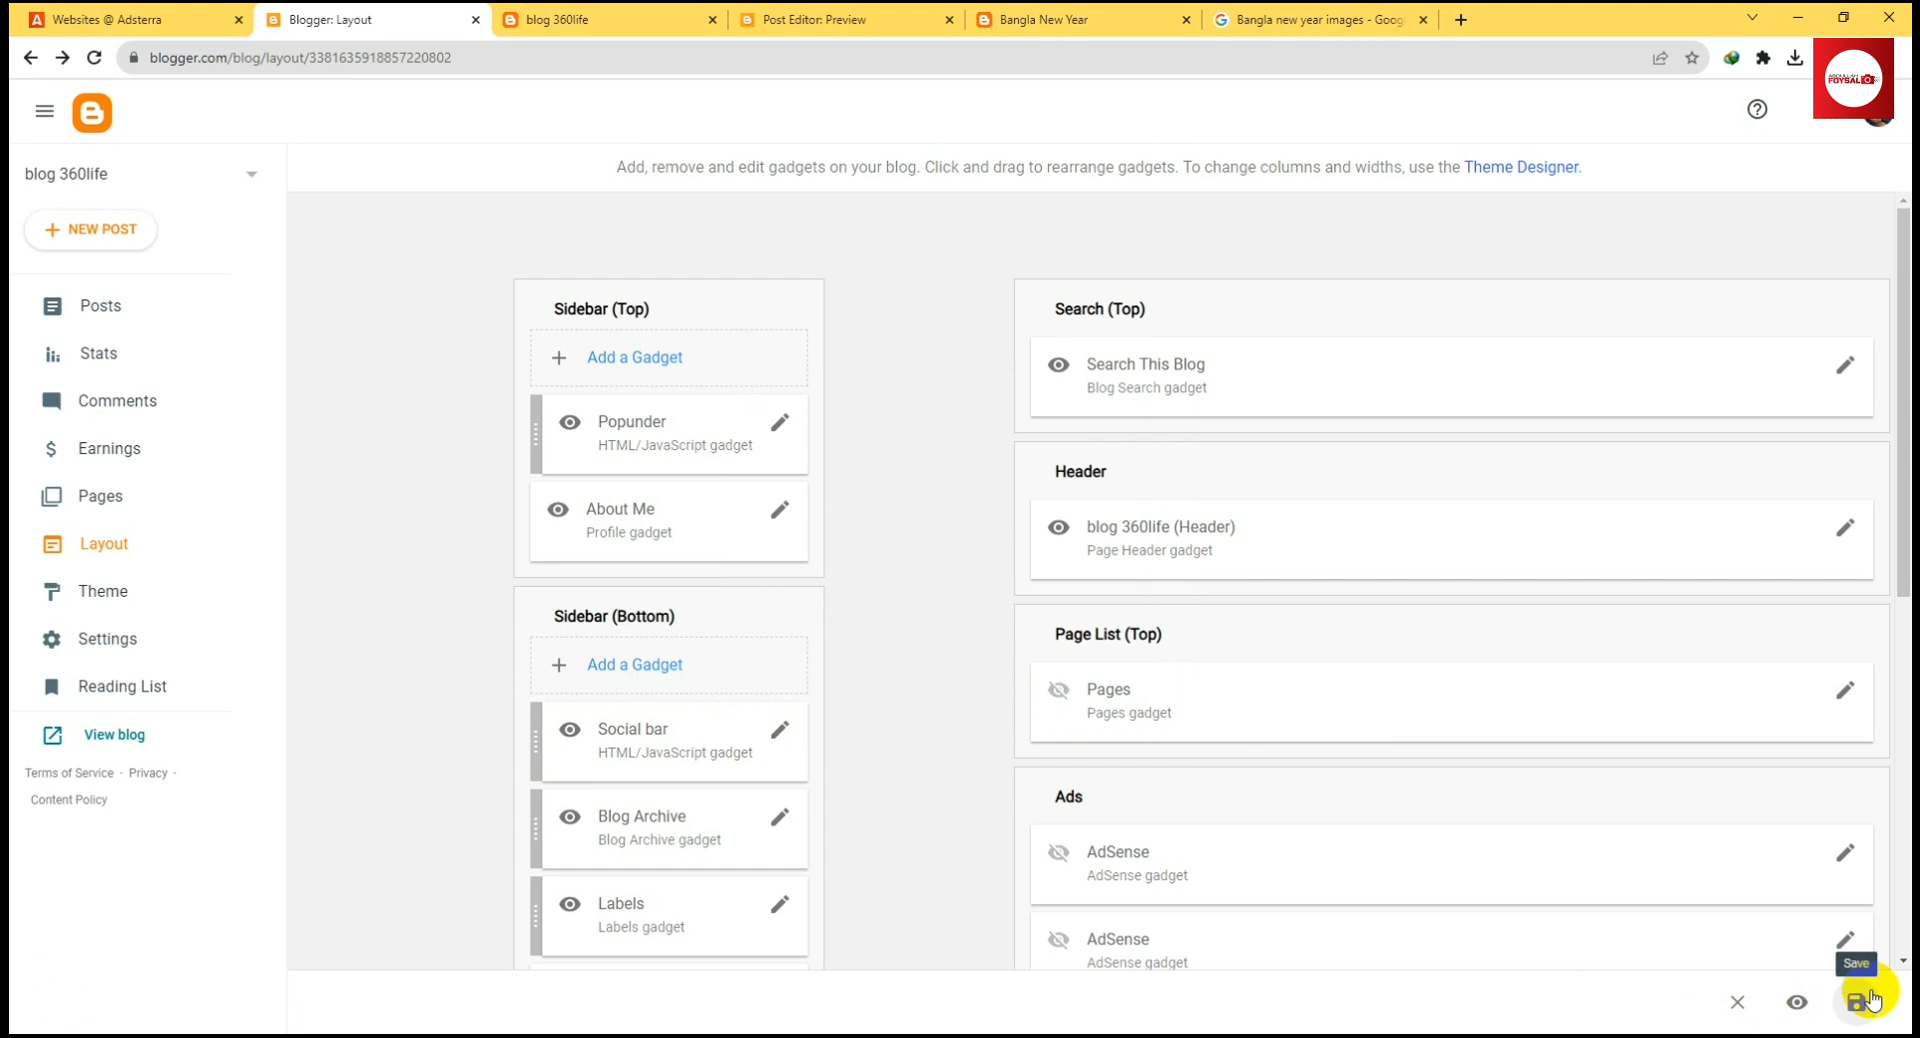 Websites @ Adsterra
Blogger: Layout
blog 360life
Post Editor: Preview
Bangla New Year
Bangla new year images - Goog
blogger.com/blog/layout/3381635918857220802
ABDULLAH
FOYSAL
blog 360life
NEW POST
Posts
Stats
Comments
Earnings
Pages
Layout
Theme
Settings
Reading List
View blog
Terms of Service · Privacy ·
Content Policy
Add, remove and edit gadgets on your blog. Click and drag to rearrange gadgets. To change columns and widths, use the Theme Designer.
Sidebar (Top)
Add a Gadget
Popunder
HTML/JavaScript gadget
About Me
Profile gadget
Sidebar (Bottom)
Add a Gadget
Social bar
HTML/JavaScript gadget
Blog Archive
Blog Archive gadget
Labels
Labels gadget
Search (Top)
Search This Blog
Blog Search gadget
Header
blog 360life (Header)
Page Header gadget
Page List (Top)
Pages
Pages gadget
Ads
AdSense
AdSense gadget
AdSense
AdSense gadget
Save